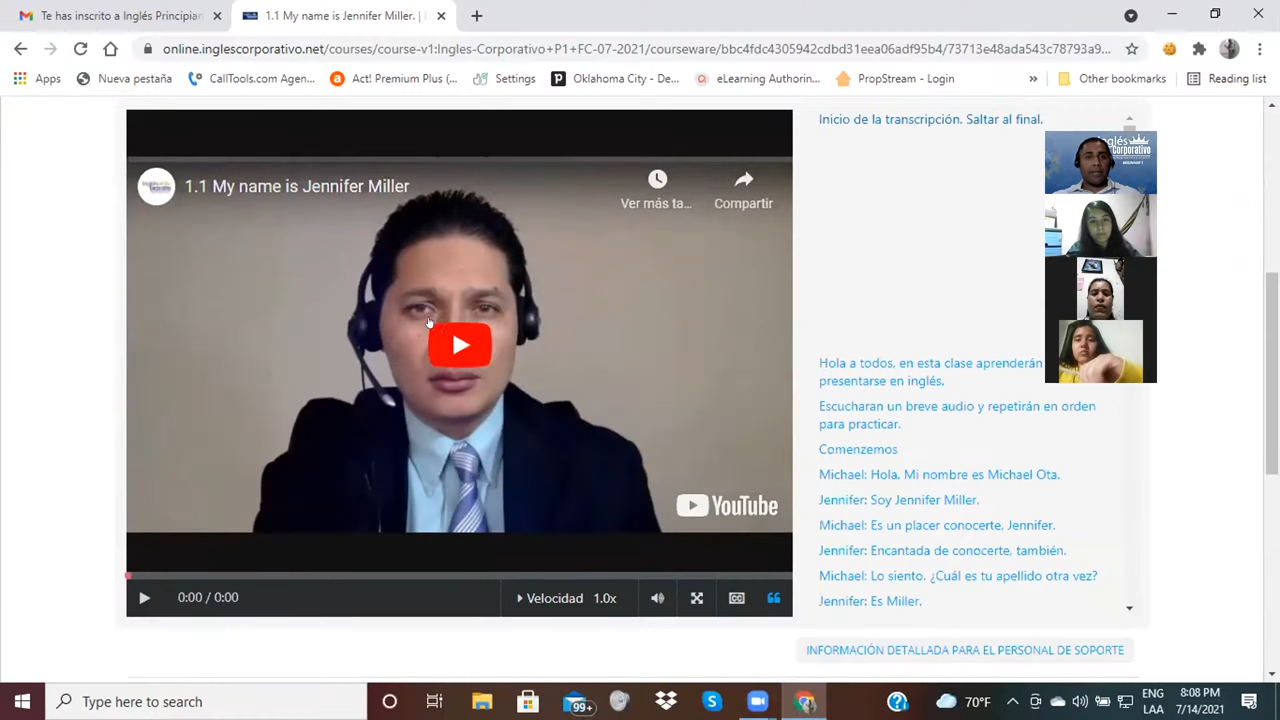 Te has inscrito a Inglés Principian
1.1 My name is Jennifer Miller. |
online.inglescorporativo.net/courses/course-v1:Ingles-Corporativo+P1+FC-07-2021/courseware/bbc4fdc4305942cdbd31eea06adf95b4/73713e48ada543c78793a9...
Apps
Nueva pestaña
CallTools.com Agen...
Act! Premium Plus (...
Settings
Oklahoma City - De...
eLearning Authorin...
PropStream - Login
»
Other bookmarks
Reading list
1.1 My name is Jennifer Miller
Ver más ta...
Compartir
YouTube
0:00 / 0:00
Velocidad 1.0x
Inicio de la transcripción. Saltar al final.
Inglés
Corporativo
Hola a todos, en esta clase aprenderán
presentarse en inglés.
Escucharan un breve audio y repetirán en orden
para practicar.
Comenzemos
Michael: Hola, Mi nombre es Michael Ota.
Jennifer: Soy Jennifer Miller.
Michael: Es un placer conocerte, Jennifer.
Jennifer: Encantada de conocerte, también.
Michael: Lo siento. ¿Cuál es tu apellido otra vez?
Jennifer: Es Miller.
INFORMACIÓN DETALLADA PARA EL PERSONAL DE SOPORTE
Type here to search
99+
70°F
ENG
LAA
8:08 PM
7/14/2021